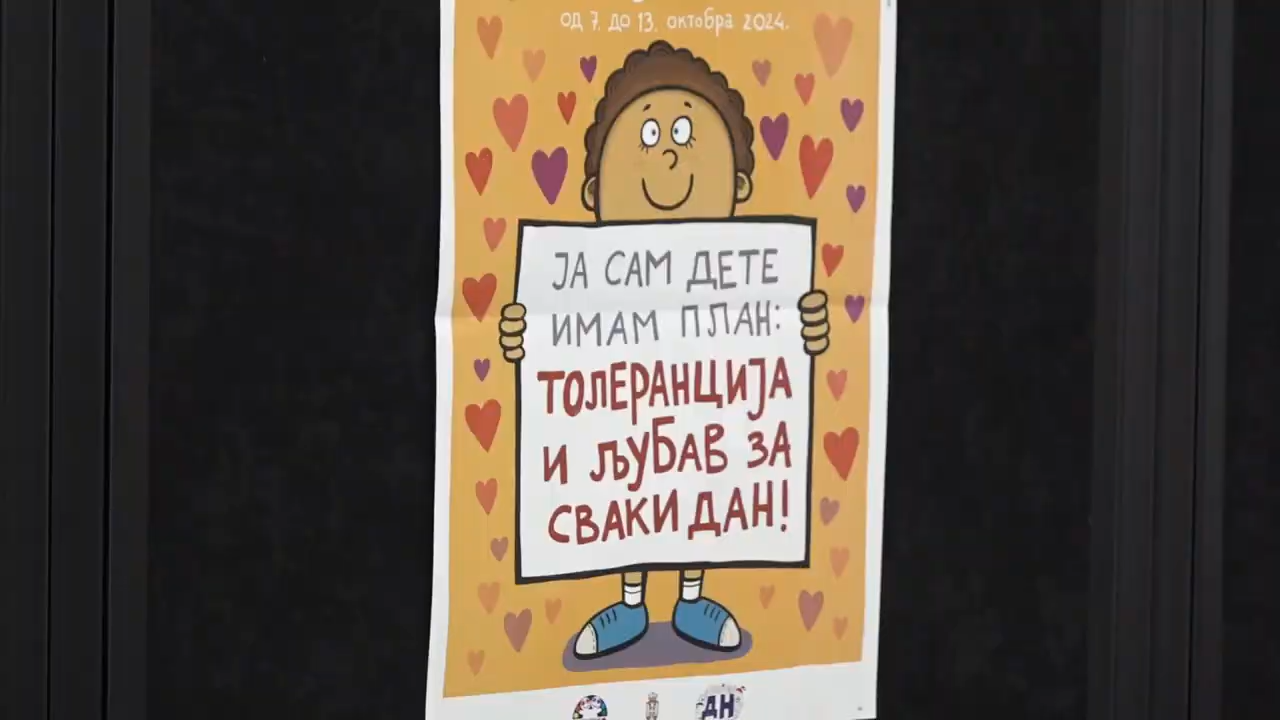 од 7. до 13. октобра 2024.
ЈА САМ ДЕТЕ
ИМАМ ПЛАН:
ТОЛЕРАНЦИЈА
И ЉУБАВ ЗА
СВАКИ ДАН!
ДН